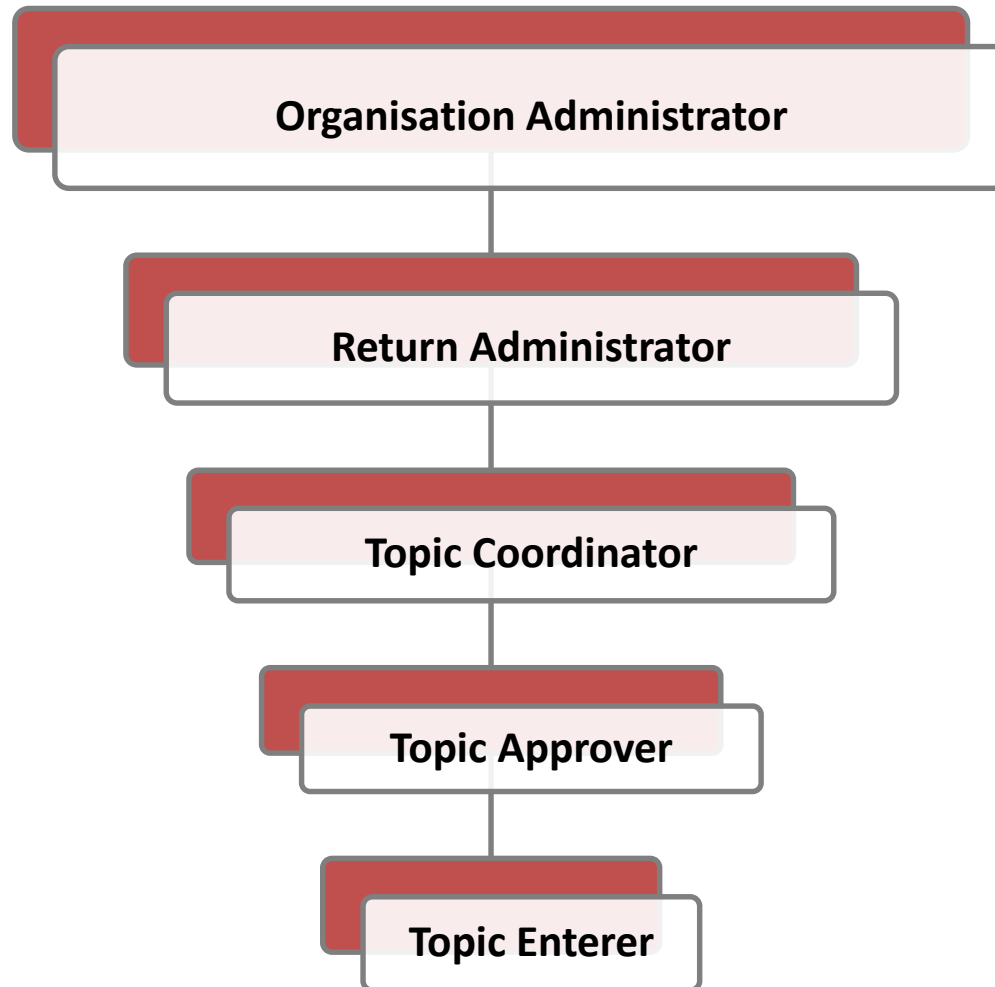 Organisation Administrator
Return Administrator
Topic Coordinator
Topic Approver
Topic Enterer